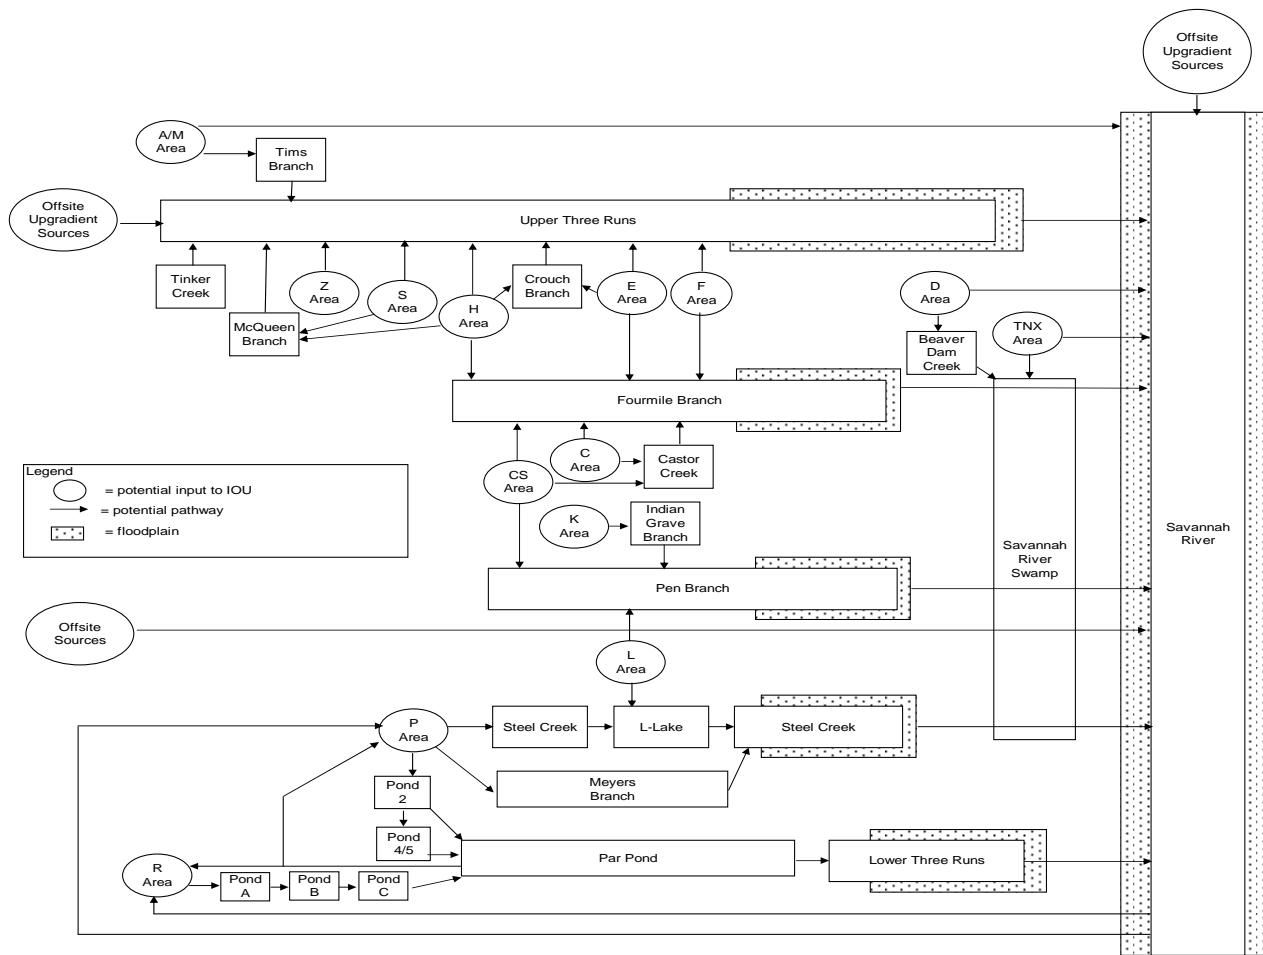 Offsite
Upgradient
Sources
A/M
Area
Tims
Branch
Offsite
Upgradient
Sources
Upper Three Runs
Tinker
Creek
McQueen
Branch
Z
Area
S
Area
H
Area
Crouch
Branch
E
Area
F
Area
D
Area
Beaver
Dam
Creek
TNX
Area
Fourmile Branch
C
Area
CS
Area
Castor
Creek
Legend
= potential input to IOU
= potential pathway
= floodplain
K
Area
Indian
Grave
Branch
Savannah
River
Swamp
Savannah
River
Pen Branch
Offsite
Sources
L
Area
P
Area
Steel Creek
L-Lake
Steel Creek
Meyers
Branch
Pond
2
Pond
4/5
Par Pond
Lower Three Runs
R
Area
Pond
A
Pond
B
Pond
C